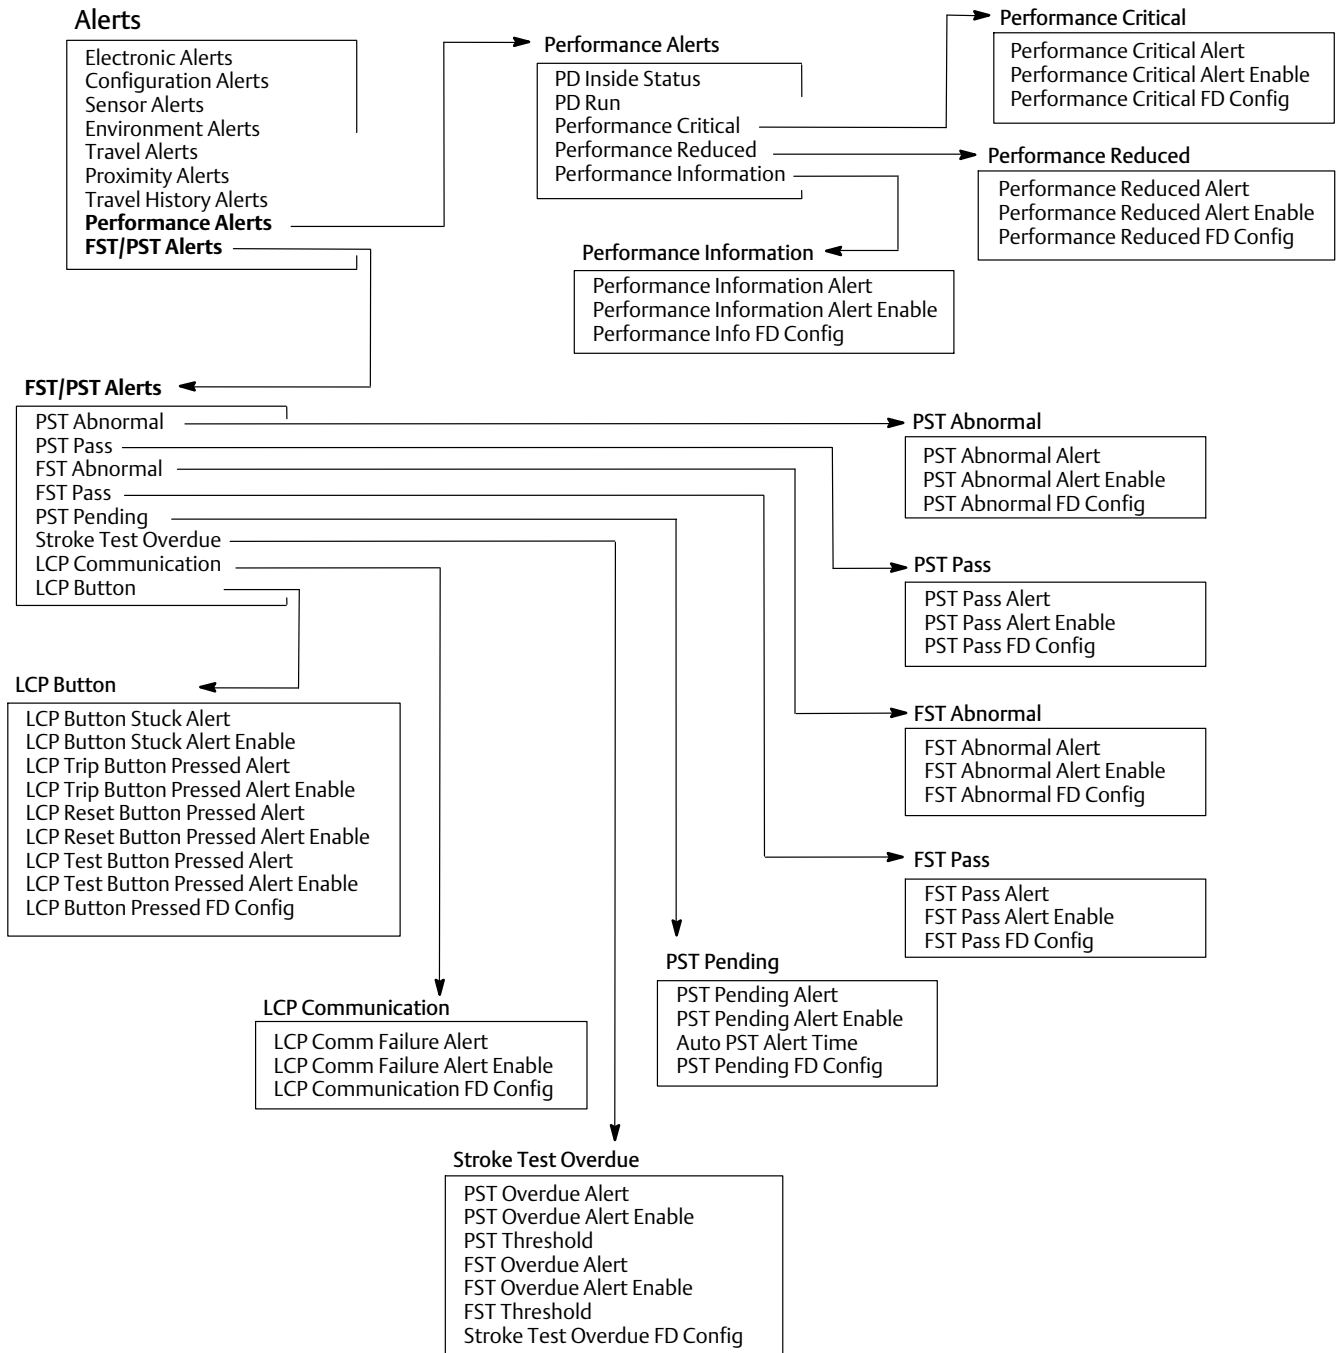 Alerts
Electronic Alerts
Configuration Alerts
Sensor Alerts
Environment Alerts
Travel Alerts
Proximity Alerts
Travel History Alerts
Performance Alerts
FST/PST Alerts
Performance Alerts
PD Inside Status
PD Run
Performance Critical
Performance Reduced
Performance Information
Performance Critical
Performance Critical Alert
Performance Critical Alert Enable
Performance Critical FD Config
Performance Reduced
Performance Reduced Alert
Performance Reduced Alert Enable
Performance Reduced FD Config
Performance Information
Performance Information Alert
Performance Information Alert Enable
Performance Info FD Config
FST/PST Alerts
PST Abnormal
PST Pass
FST Abnormal
FST Pass
PST Pending
Stroke Test Overdue
LCP Communication
LCP Button
PST Abnormal
PST Abnormal Alert
PST Abnormal Alert Enable
PST Abnormal FD Config
PST Pass
PST Pass Alert
PST Pass Alert Enable
PST Pass FD Config
LCP Button
LCP Button Stuck Alert
LCP Button Stuck Alert Enable
LCP Trip Button Pressed Alert
LCP Trip Button Pressed Alert Enable
LCP Reset Button Pressed Alert
LCP Reset Button Pressed Alert Enable
LCP Test Button Pressed Alert
LCP Test Button Pressed Alert Enable
LCP Button Pressed FD Config
FST Abnormal
FST Abnormal Alert
FST Abnormal Alert Enable
FST Abnormal FD Config
FST Pass
FST Pass Alert
FST Pass Alert Enable
FST Pass FD Config
PST Pending
PST Pending Alert
PST Pending Alert Enable
Auto PST Alert Time
PST Pending FD Config
LCP Communication
LCP Comm Failure Alert
LCP Comm Failure Alert Enable
LCP Communication FD Config
Stroke Test Overdue
PST Overdue Alert
PST Overdue Alert Enable
PST Threshold
FST Overdue Alert
FST Overdue Alert Enable
FST Threshold
Stroke Test Overdue FD Config